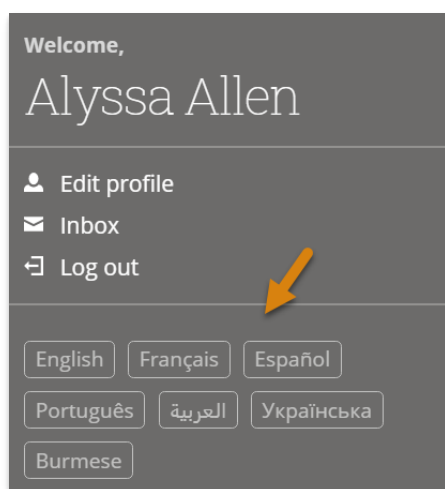 Welcome,
Alyssa Allen
Edit profile
Inbox
Log out
English Français Español
Português العربية Українська
Burmese